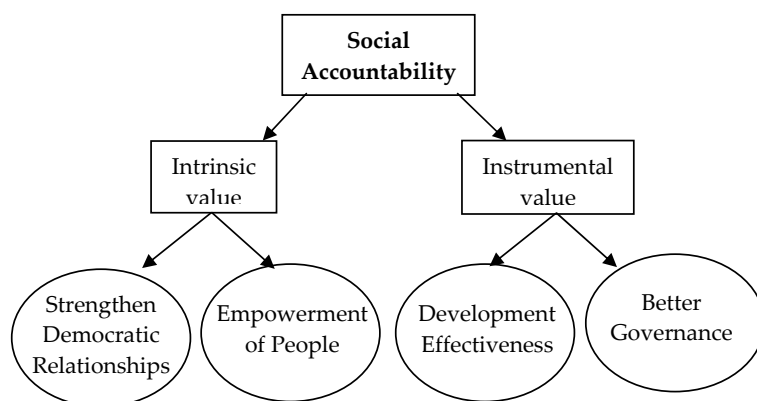 Social
Accountability
Intrinsic
value
Instrumental
value
Strengthen
Democratic
Relationships
Empowerment
of People
Development
Effectiveness
Better
Governance